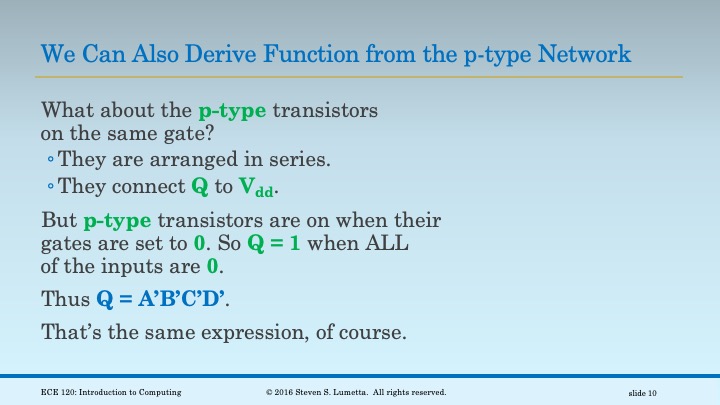 We Can Also Derive Function from the p-type Network
What about the p-type transistors
on the same gate?
◦They are arranged in series.
◦They connect Q to Vdd.
But p-type transistors are on when their
gates are set to 0. So Q = 1 when ALL
of the inputs are 0.
Thus Q = A’B’C’D’.
That’s the same expression, of course.
ECE 120: Introduction to Computing © 2016 Steven S. Lumetta. All rights reserved. slide 10